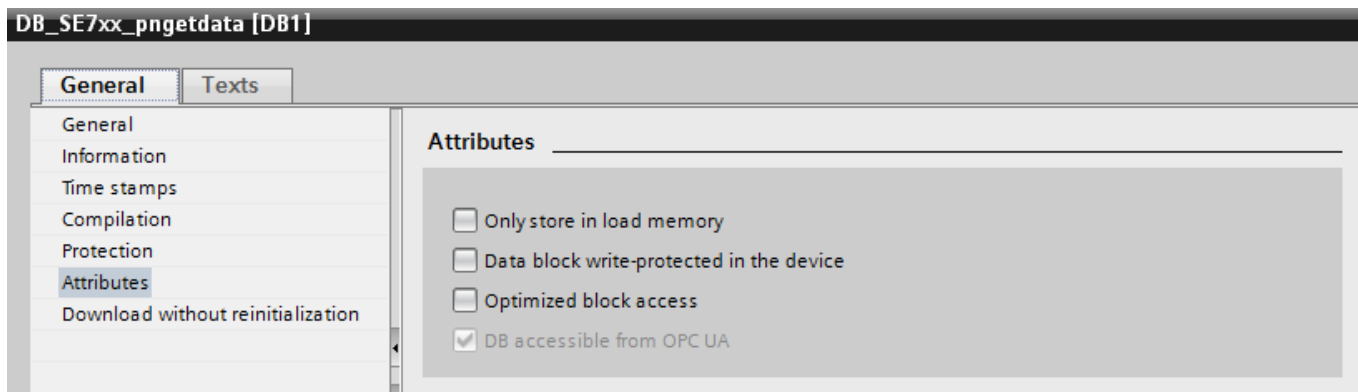 DB_SE7xx_pngetdata [DB1]
General
Texts
General
Information
Time stamps
Compilation
Protection
Attributes
Download without reinitialization
Attributes
Only store in load memory
Data block write-protected in the device
Optimized block access
DB accessible from OPC UA